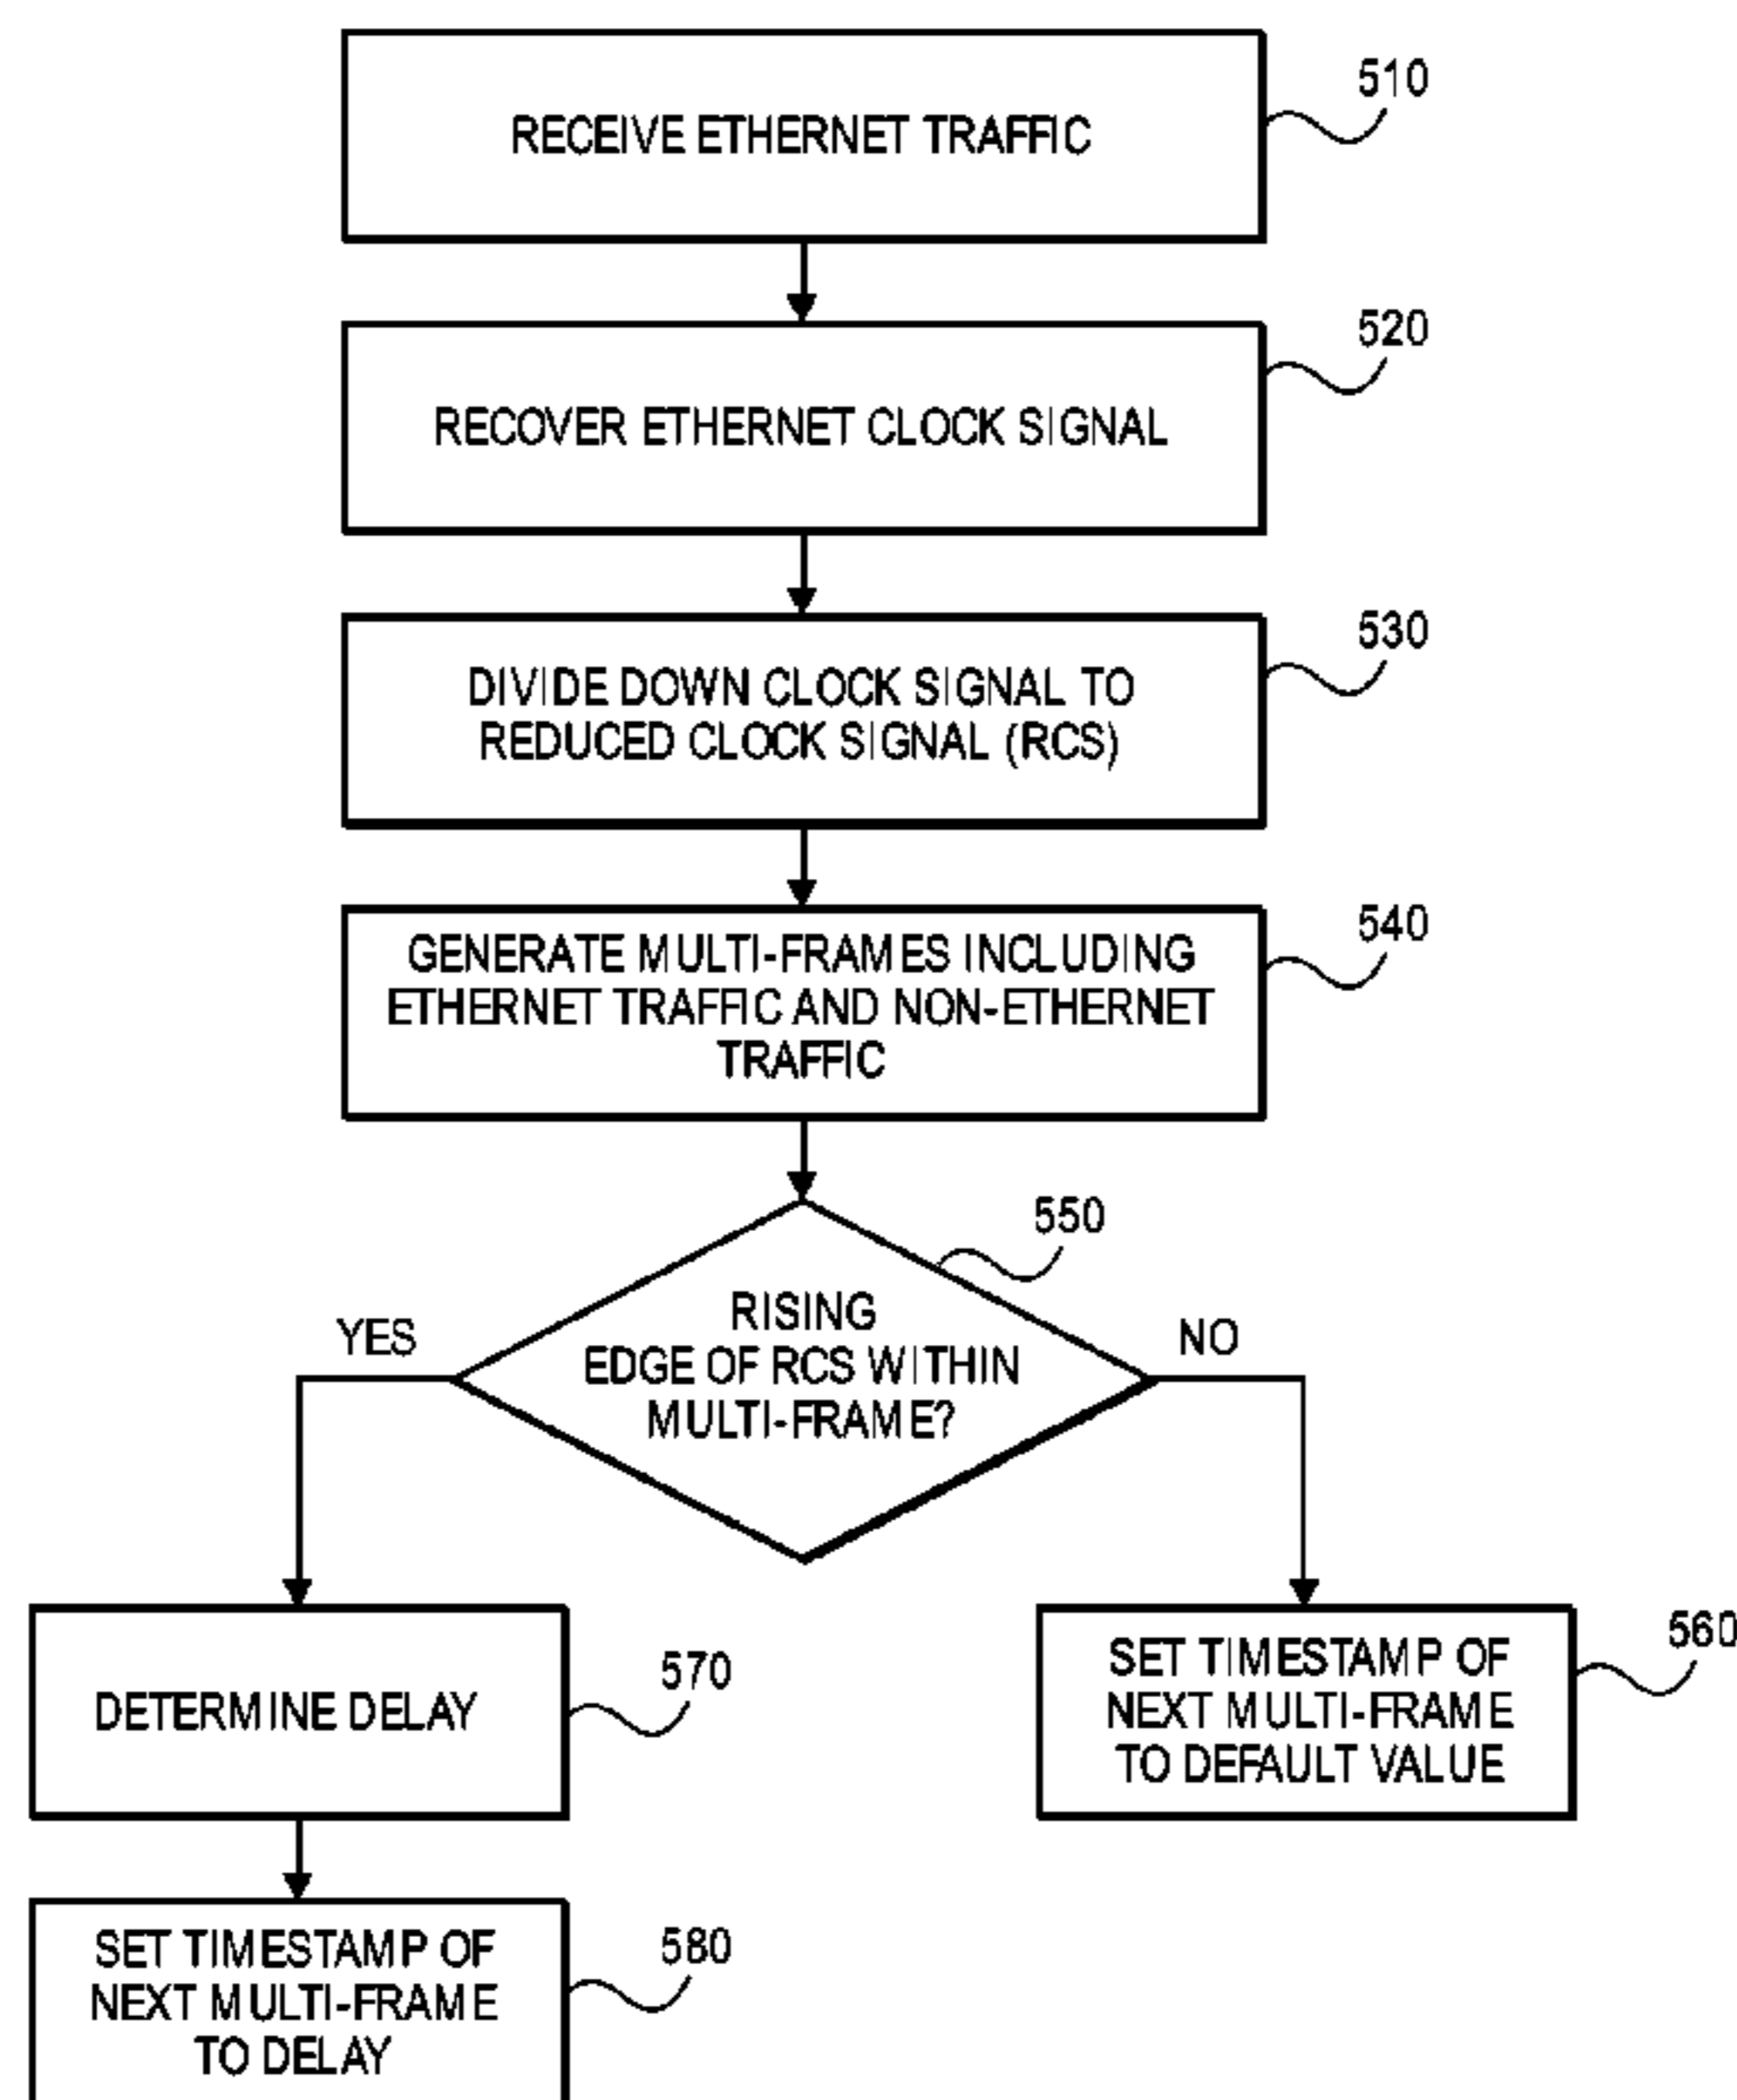 510
RECEIVE ETHERNET TRAFFIC
520
RECOVER ETHERNET CLOCK SIGNAL
530
DIVIDE DOWN CLOCK SIGNAL TO
REDUCED CLOCK SIGNAL (RCS)
540
GENERATE MULTI-FRAMES INCLUDING
ETHERNET TRAFFIC AND NON-ETHERNET
TRAFFIC
550
RISING
EDGE OF RCS WITHIN
MULTI-FRAME?
YES
NO
570
DETERMINE DELAY
560
SET TIMESTAMP OF
NEXT MULTI-FRAME
TO DEFAULT VALUE
580
SET TIMESTAMP OF
NEXT MULTI-FRAME
TO DELAY